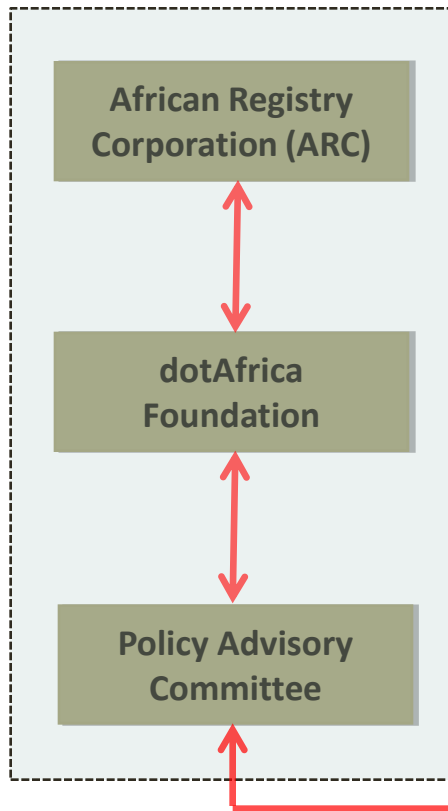 African Registry
Corporation (ARC)
dotAfrica
Foundation
Policy Advisory
Committee